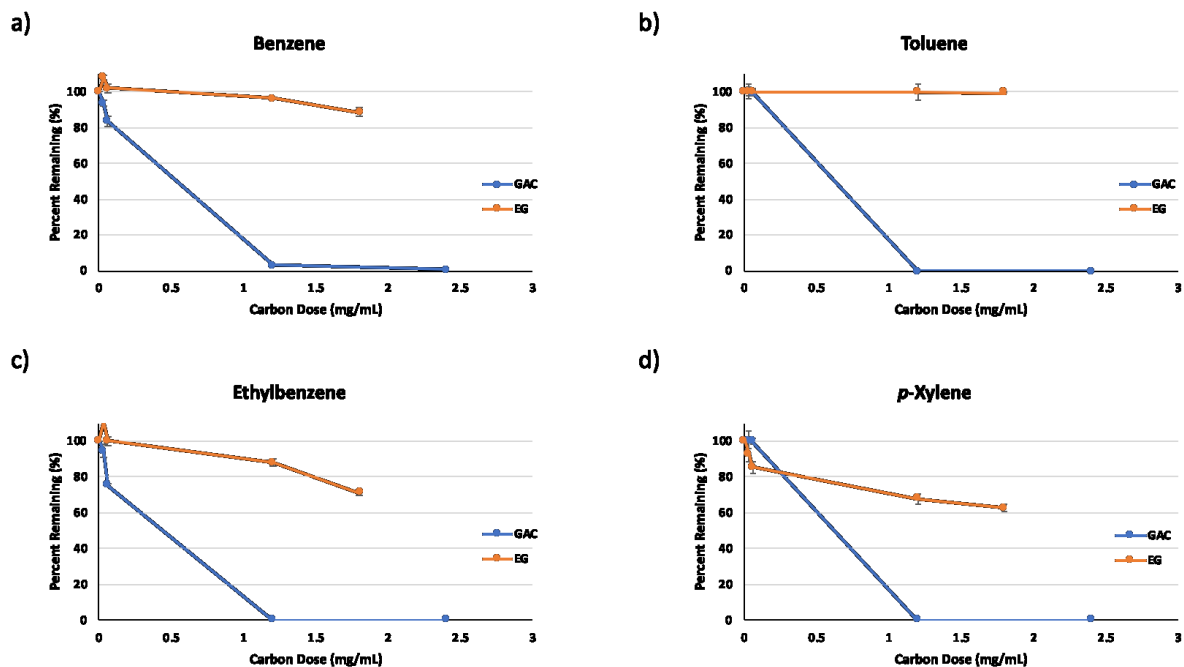 a)
Benzene
Percent Remaining (%)
100
80
60
40
20
0
0 0.5 1 1.5 2 2.5 3
Carbon Dose (mg/mL)
GAC
EG
b)
Toluene
Percent Remaining (%)
100
80
60
40
20
0
0 0.5 1 1.5 2 2.5 3
Carbon Dose (mg/mL)
GAC
EG
c)
Ethylbenzene
Percent Remaining (%)
100
80
60
40
20
0
0 0.5 1 1.5 2 2.5 3
Carbon Dose (mg/mL)
GAC
EG
d)
p-Xylene
Percent Remaining (%)
100
80
60
40
20
0
0 0.5 1 1.5 2 2.5 3
Carbon Dose (mg/mL)
GAC
EG